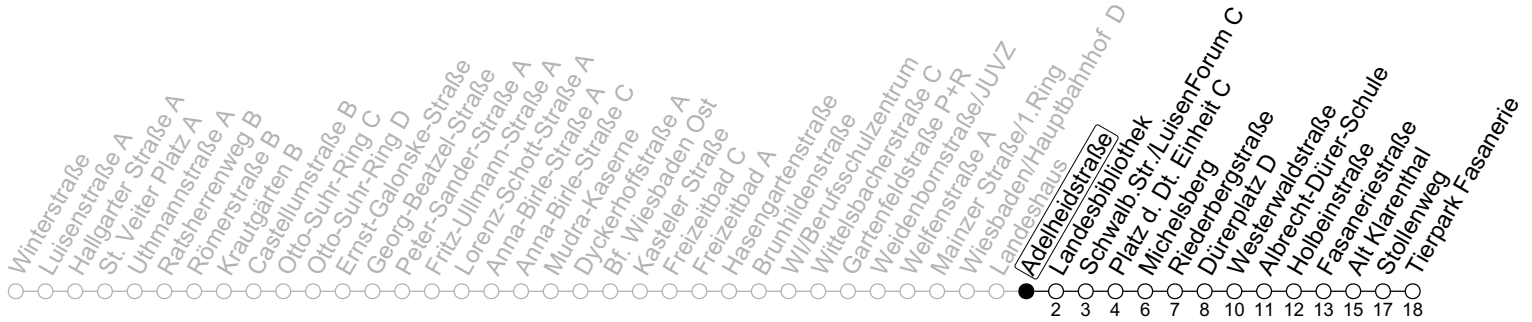 Winterstraße
Luisenstraße A
Hallgarter Straße A
St. Veiter Platz A
Uthmannstraße A
Ratsherrenweg B
Römerstraße B
Krautgärten B
Castellumstraße B
Otto-Suhr-Ring C
Otto-Suhr-Ring D
Ernst-Galonske-Straße
Georg-Beatzel-Straße
Peter-Sander-Straße A
Fritz-Ullmann-Straße A
Lorenz-Schott-Straße A
Anna-Birle-Straße A
Anna-Birle-Straße C
Mudra-Kaserne
Dyckerhoffstraße A
Bf. Wiesbaden Ost
Kasteler Straße
Freizeitbad C
Freizeitbad A
Hasengartenstraße
Brunhildenstraße
WI/Berufsschulzentrum
Wittelsbacherstraße C
Gartenfeldstraße P+R
Weidenbornstraße/JUVZ
Welfenstraße A
Mainzer Straße/1.Ring
Wiesbaden/Hauptbahnhof D
Landeshaus
Adelheidstraße
Landesbibliothek
Schwalb.Str./LuisenForum C
Platz d. Dt. Einheit C
Michelsberg
Riederbergstraße
Dürerplatz D
Westerwaldstraße
Albrecht-Dürer-Schule
Holbeinstraße
Fasaneriestraße
Alt Klarenthal
Stollenweg
Tierpark Fasanerie
2 3 4 6 7 8 10 11 12 13 15 17 18